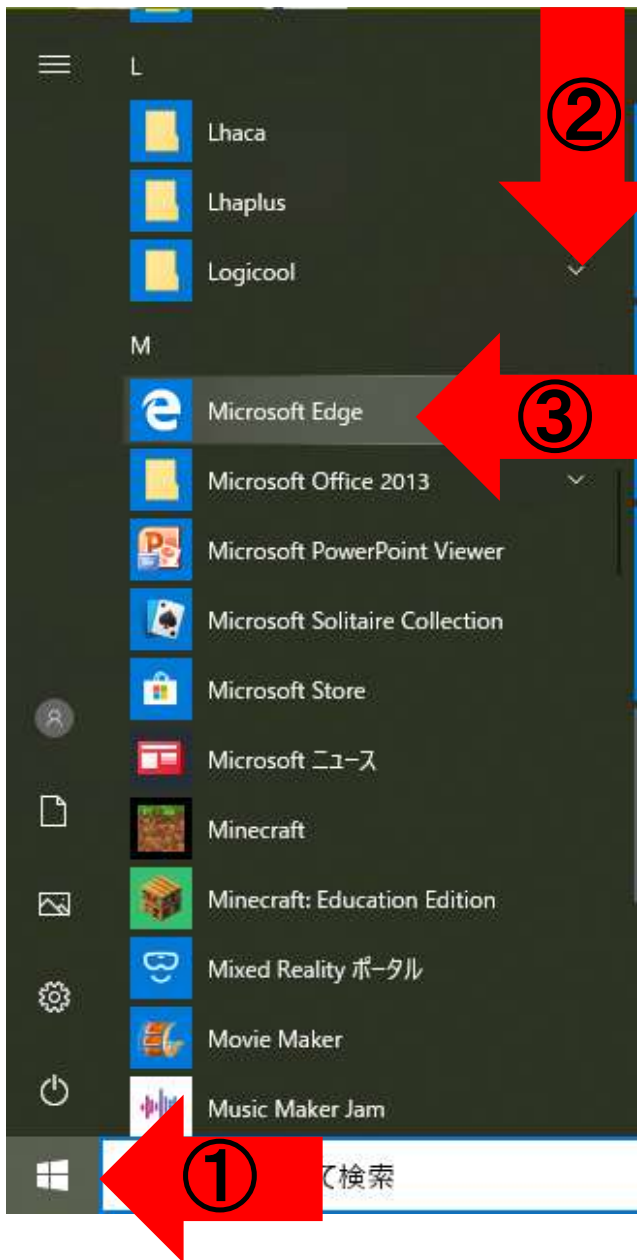 L
②
Lhaca
Lhaplus
Logicool
M
Microsoft Edge
③
Microsoft Office 2013
Microsoft PowerPoint Viewer
Microsoft Solitaire Collection
Microsoft Store
Microsoft ニュース
Minecraft
Minecraft: Education Edition
Mixed Reality ポータル
Movie Maker
Music Maker Jam
① て検索